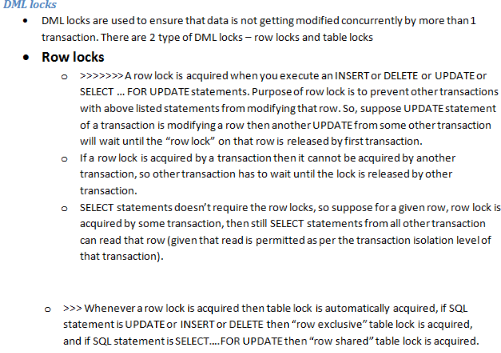 DML locks
• DML locks are used to ensure that data is not getting modified concurrently by more than 1
transaction. There are 2 type of DML locks – row locks and table locks
• Row locks
o >>>>>>> A row lock is acquired when you execute an INSERT or DELETE or UPDATE or
SELECT ... FOR UPDATE statements. Purpose of row lock is to prevent other transactions
with above listed statements from modifying that row. So, suppose UPDATE statement
of a transaction is modifying a row then another UPDATE from some other transaction
will wait until the “row lock” on that row is released by first transaction.
o If a row lock is acquired by a transaction then it cannot be acquired by another
transaction, so other transaction has to wait until the lock is released by other
transaction.
o SELECT statements doesn’t require the row locks, so suppose for a given row, row lock is
acquired by some transaction, then still SELECT statements from all other transaction
can read that row (given that read is permitted as per the transaction isolation level of
that transaction).
o >>> Whenever a row lock is acquired then table lock is automatically acquired, if SQL
statement is UPDATE or INSERT or DELETE then “row exclusive” table lock is acquired,
and if SQL statement is SELECT....FOR UPDATE then “row shared” table lock is acquired.